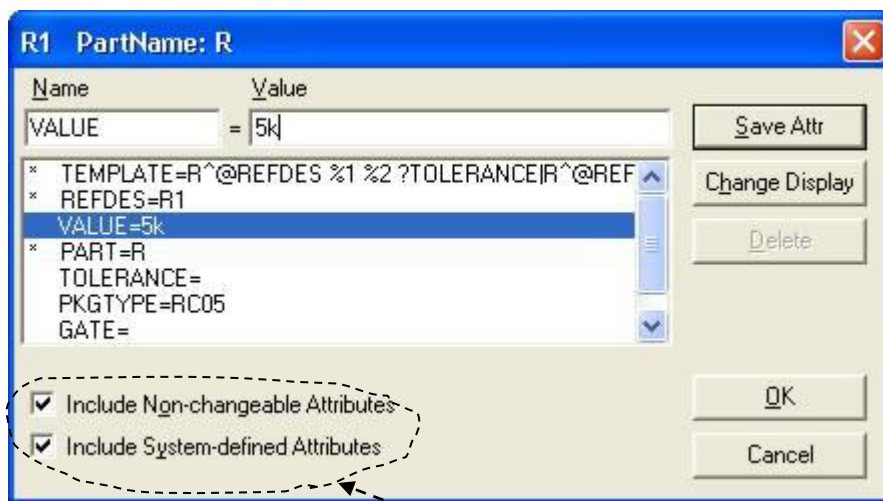 R1 PartName: R
Name Value
VALUE = 5k
Save Attr
* TEMPLATE=R^@REFDES %1 %2 ?TOLERANCE|R^@REF
Change Display
* REFDES=R1
VALUE=5k
Delete
* PART=R
TOLERANCE=
PKGTYPE=RC05
GATE=
Include Non-changeable Attributes
OK
Include System-defined Attributes
Cancel